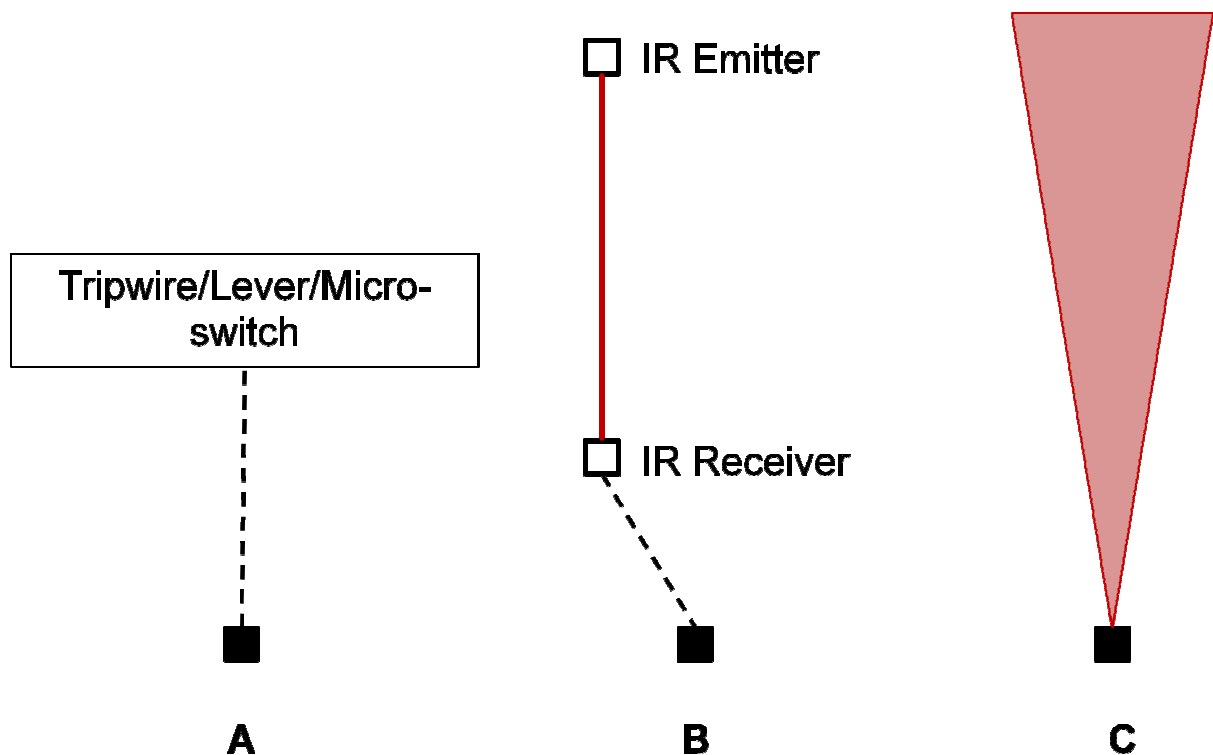 IR Emitter
Tripwire/Lever/Micro-
switch
IR Receiver
A
B
C